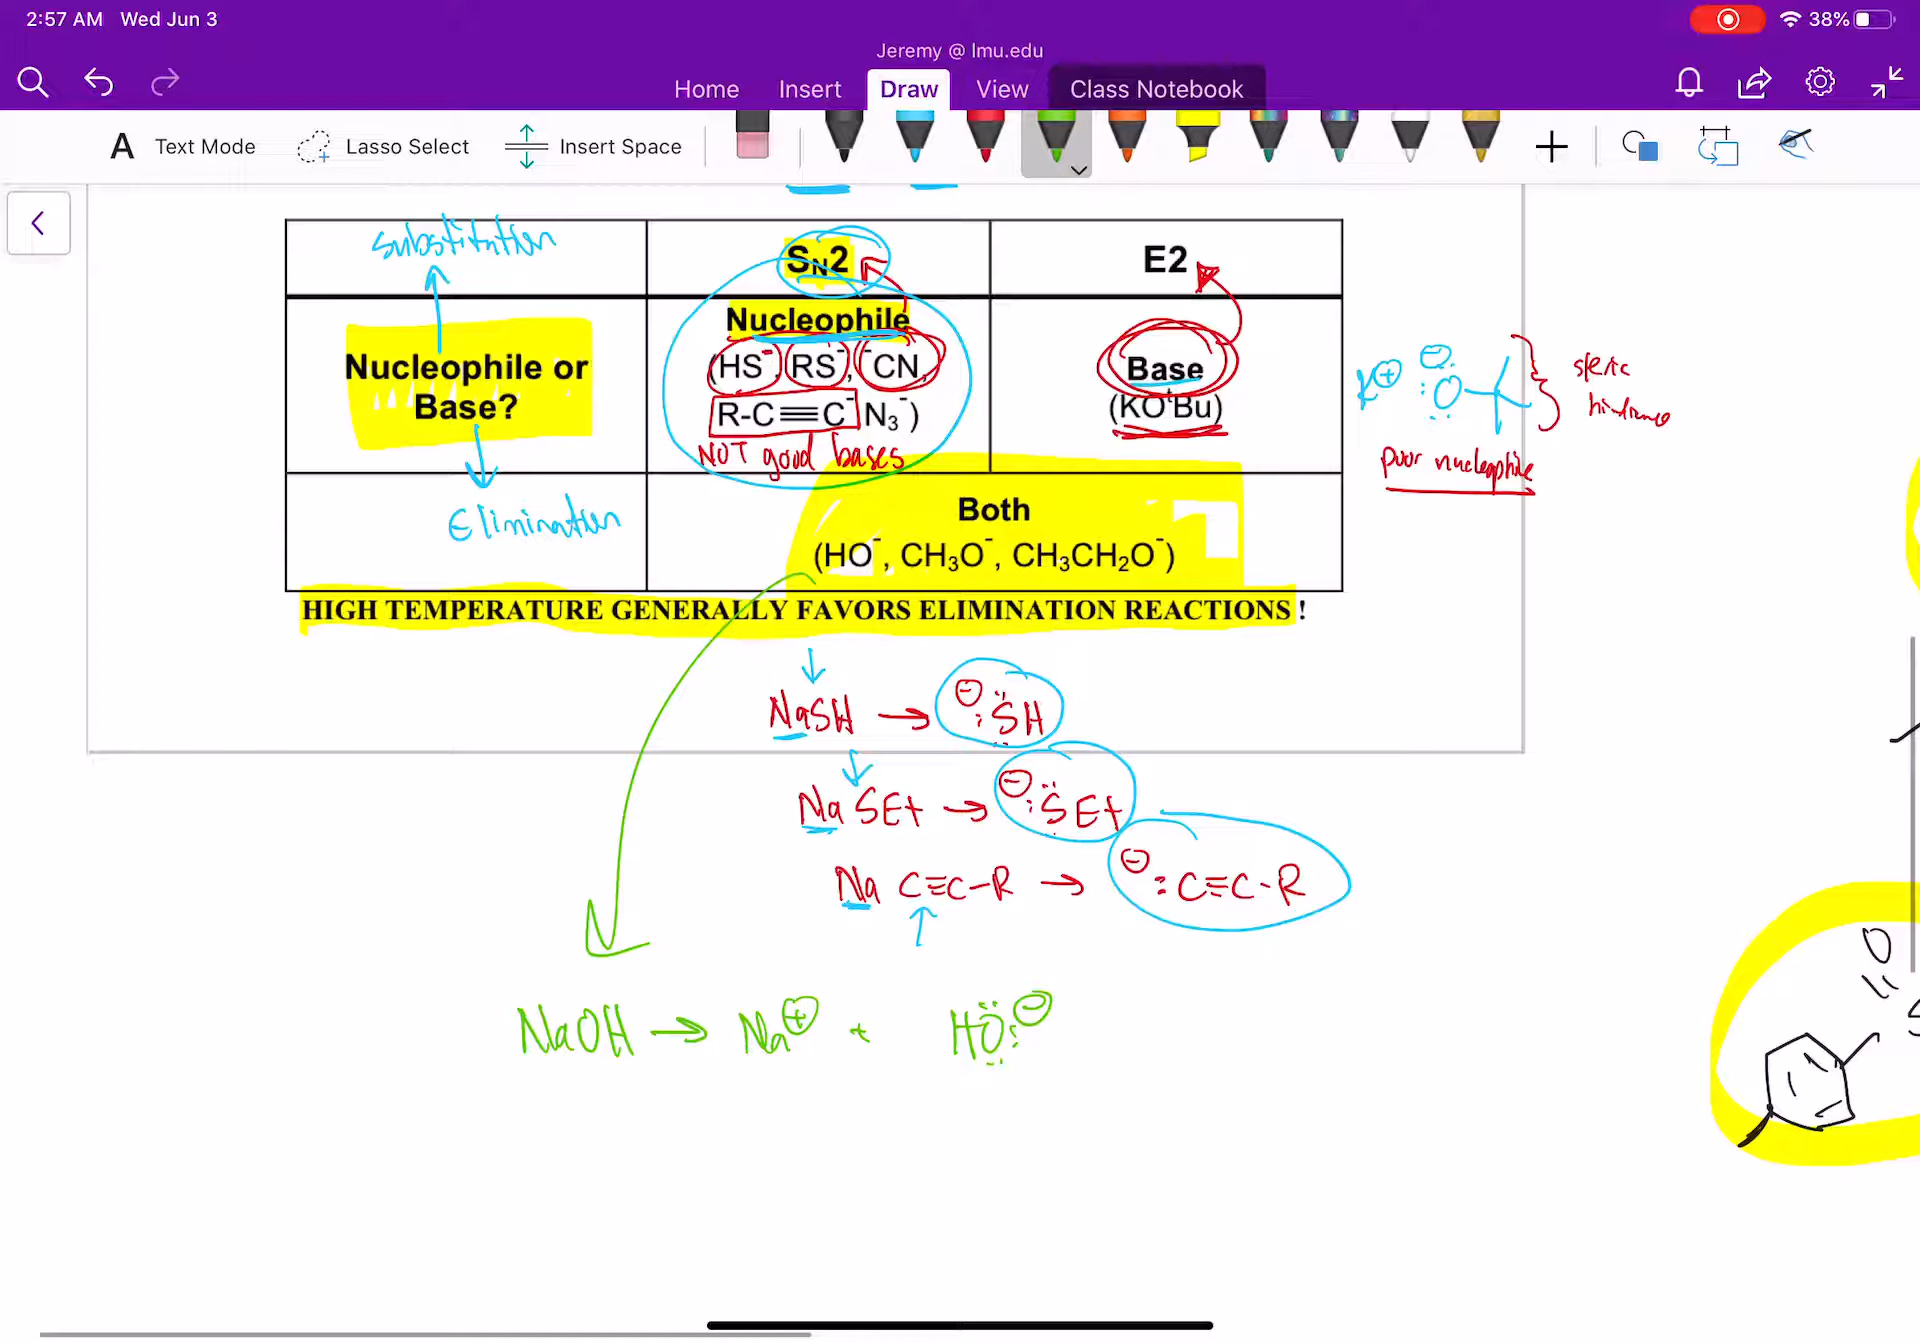 2:57 AM Wed Jun 3
38%
Jeremy @ lmu.edu
Home Insert Draw View Class Notebook
A Text Mode Lasso Select Insert Space
substitution
SN2
E2
Nucleophile or Base?
Nucleophile
(HS⁻, RS⁻, ⁻CN,
R-C≡C⁻ N₃⁻)
NOT good bases
Base
(KOᵗBu)
K⊕ ⊖:O
steric
hindrance
poor nucleophile
Elimination
Both
(HO⁻, CH₃O⁻, CH₃CH₂O⁻)
HIGH TEMPERATURE GENERALLY FAVORS ELIMINATION REACTIONS !
NaSH → ⊖:SH
NaSEt → ⊖:SEt
Na C≡C-R → ⊖:C≡C-R
NaOH → Na⊕ + HO:⊖
O
S